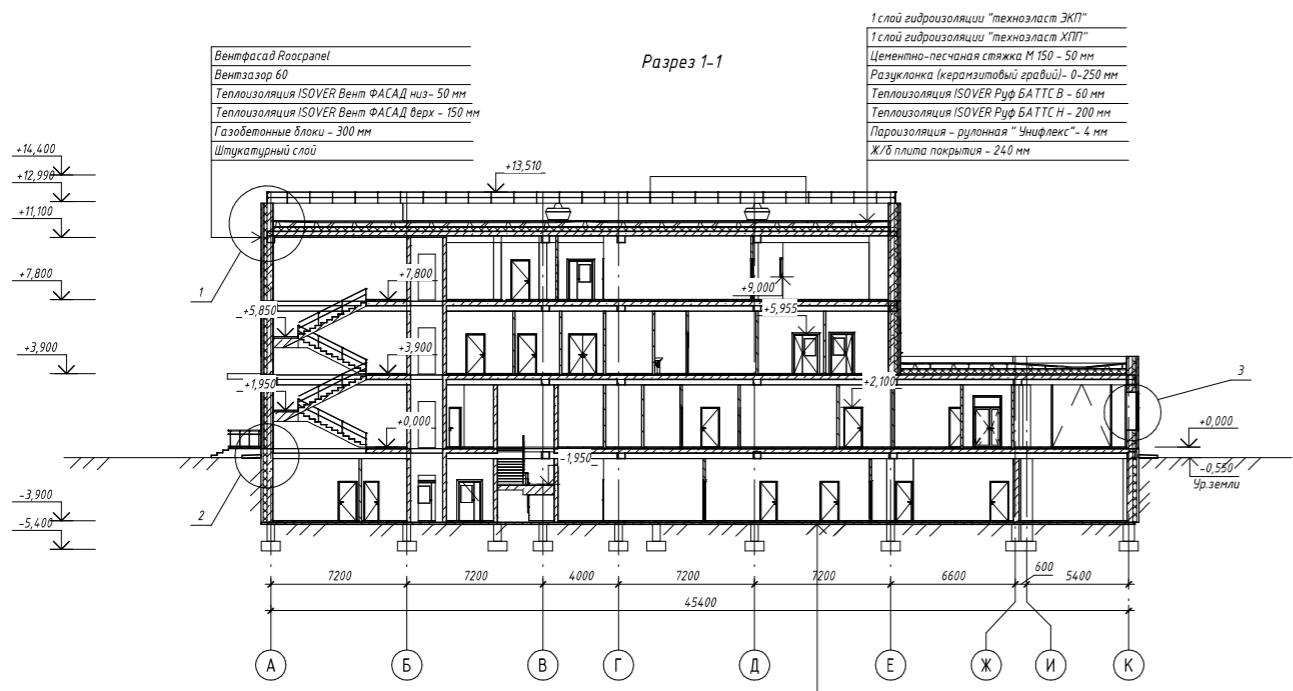 1 слой гидроизоляции "техноэласт ЭКП"
1 слой гидроизоляции "техноэласт ХПП"
Цементно-песчаная стяжка М 150 - 50 мм
Разуклонка (керамзитовый гравий)- 0-250 мм
Теплоизоляция ISOVER Руф БАТТС В - 60 мм
Теплоизоляция ISOVER Руф БАТТС Н - 200 мм
Пароизоляция - рулонная " Унифлекс"- 4 мм
Ж/б плита покрытия - 240 мм
Разрез 1-1
Вентфасад Roocpanel
Вентзазор 60
Теплоизоляция ISOVER Вент ФАСАД низ- 50 мм
Теплоизоляция ISOVER Вент ФАСАД верх - 150 мм
Газобетонные блоки - 300 мм
Штукатурный слой
+14,400
+12,990
+11,100
+7,800
+3,900
-3,900
-5,400
+13,510
1
+7,800
+9,000
+5,850
+5,955
+3,900
+1,950
+2,100
3
+0,000
+0,000
-1,950
-0,550
Ур.земли
2
7200
7200
4000
7200
7200
6600
600
5400
45400
А
Б
В
Г
Д
Е
Ж
И
К